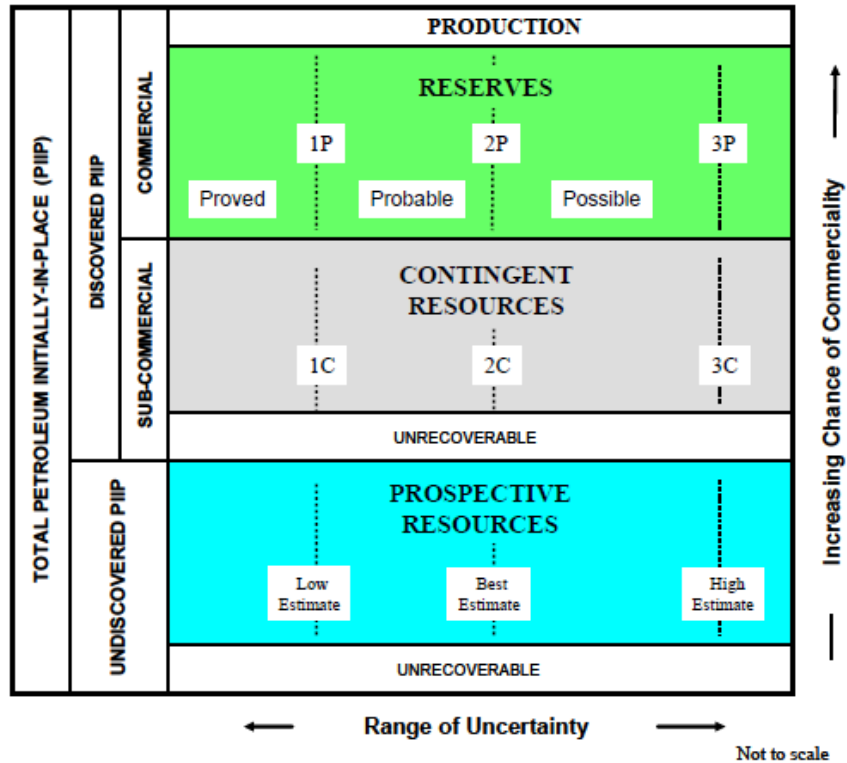 TOTAL PETROLEUM INITIALLY-IN-PLACE (PIIP)
DISCOVERED PIIP
UNDISCOVERED PIIP
COMMERCIAL
SUB-COMMERCIAL
PRODUCTION
RESERVES
1P
2P
3P
Proved
Probable
Possible
CONTINGENT
RESOURCES
1C
2C
3C
UNRECOVERABLE
PROSPECTIVE
RESOURCES
Low
Estimate
Best
Estimate
High
Estimate
UNRECOVERABLE
Increasing Chance of Commerciality
Range of Uncertainty
Not to scale